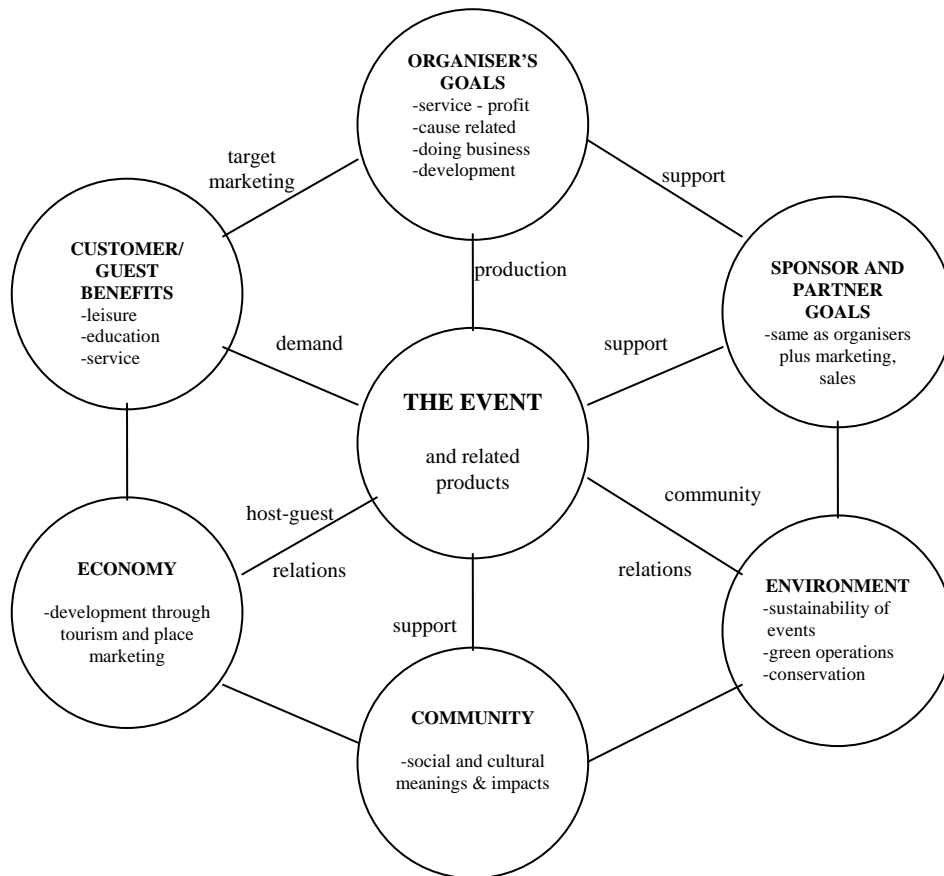 ORGANISER'S
GOALS
-service - profit
-cause related
-doing business
-development
target
marketing
support
CUSTOMER/
GUEST
BENEFITS
-leisure
-education
-service
production
SPONSOR AND
PARTNER
GOALS
-same as organisers
plus marketing,
sales
demand
support
THE EVENT
and related
products
host-guest
relations
community
relations
ECONOMY
-development through
tourism and place
marketing
support
ENVIRONMENT
-sustainability of
events
-green operations
-conservation
COMMUNITY
-social and cultural
meanings & impacts